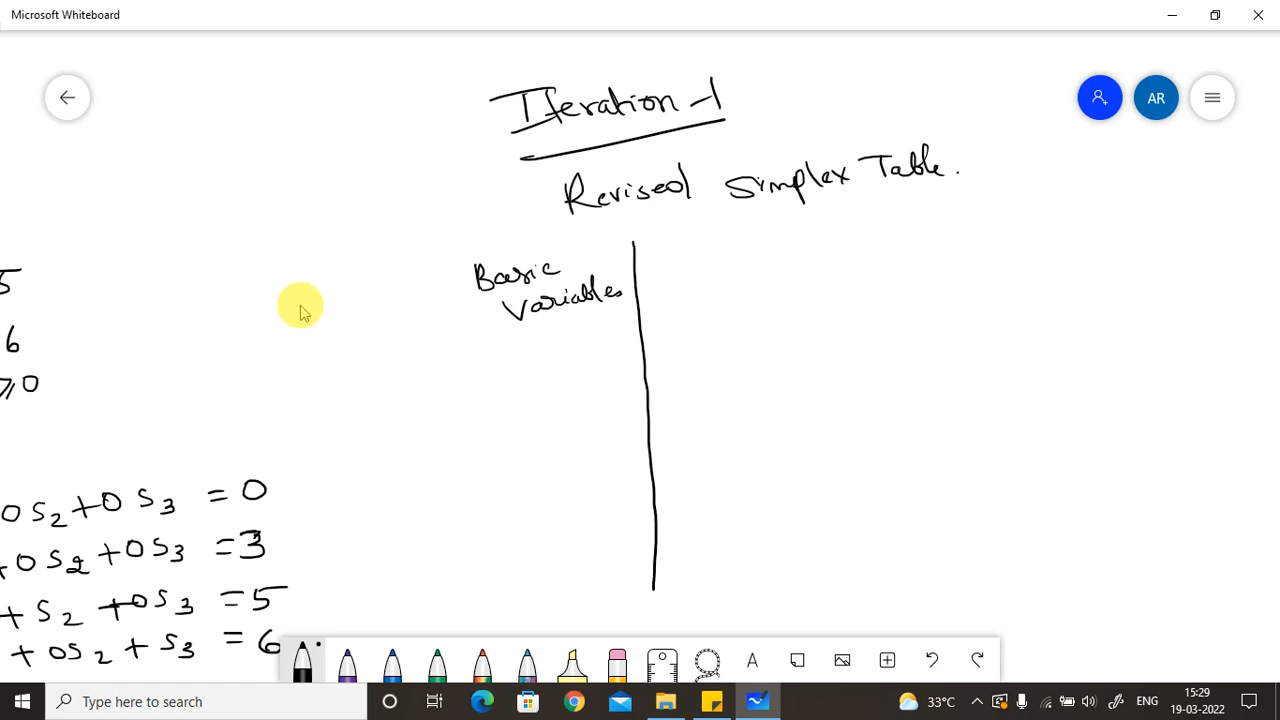 Microsoft Whiteboard
Iteration -1
AR
Revised Simplex Table.
Basic
Variables
5
6
≥0
0S2+0S3 = 0
+0S2+0S3 =3
+S2 +0S3 =5
+0S2+S3 =6
A
Type here to search
33°C
ENG
15:29
19-03-2022